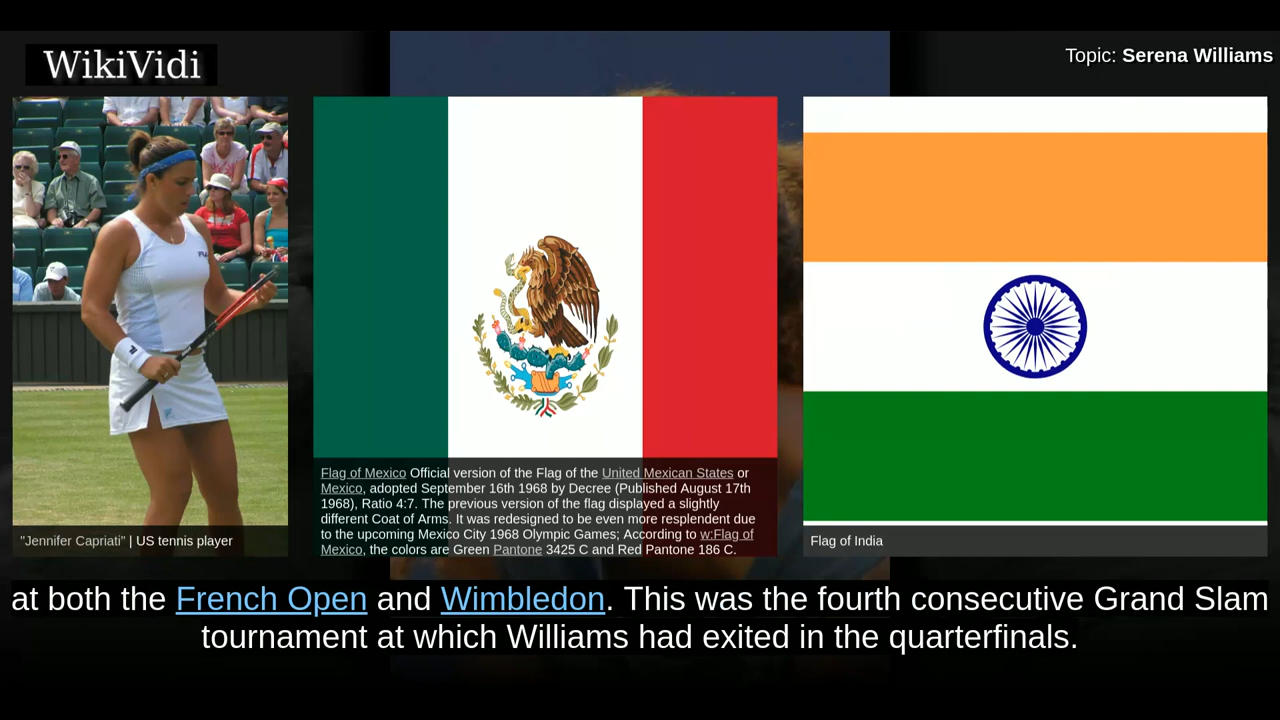 WikiVidi
Topic: Serena Williams
FILA
"Jennifer Capriati" | US tennis player
Flag of Mexico Official version of the Flag of the United Mexican States or
Mexico, adopted September 16th 1968 by Decree (Published August 17th
1968), Ratio 4:7. The previous version of the flag displayed a slightly
different Coat of Arms. It was redesigned to be even more resplendent due
to the upcoming Mexico City 1968 Olympic Games; According to w:Flag of
Mexico, the colors are Green Pantone 3425 C and Red Pantone 186 C.
Flag of India
at both the French Open and Wimbledon. This was the fourth consecutive Grand Slam
tournament at which Williams had exited in the quarterfinals.